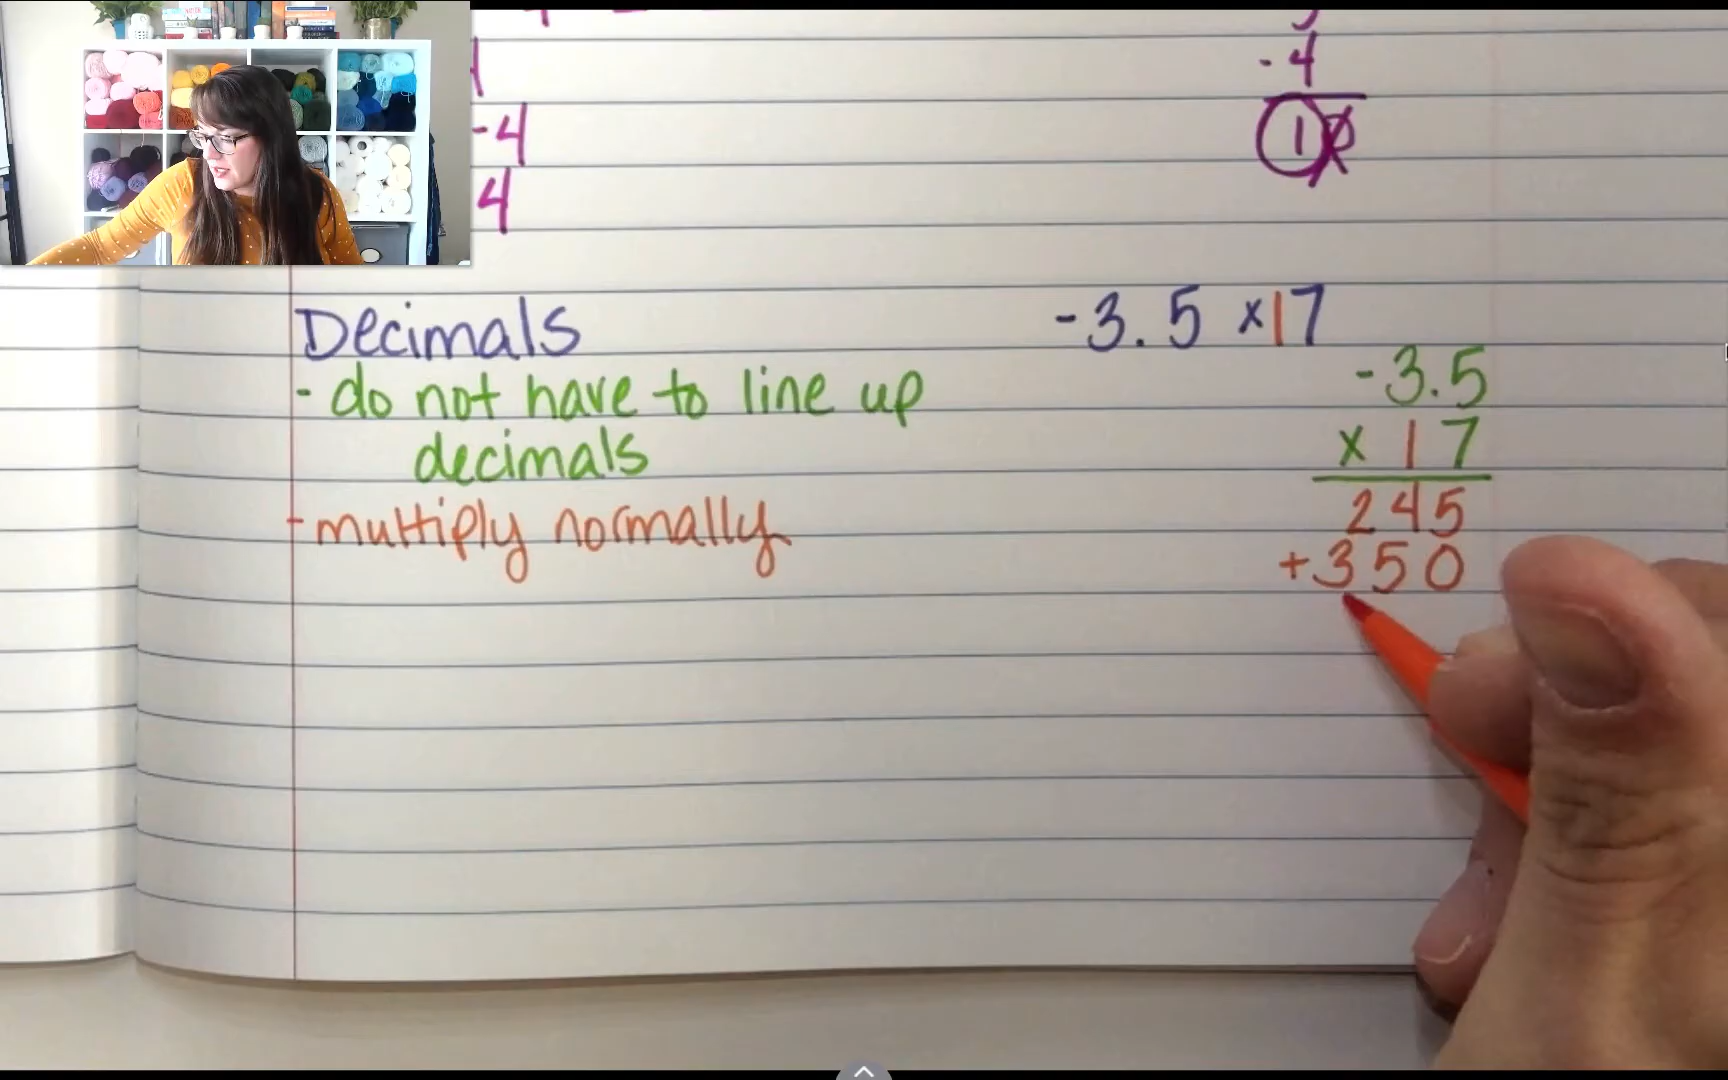 - 4
1 0
- 4
4
Decimals
- do not have to line up
decimals
- multiply normally
-3.5 x 17
-3.5
x 17
245
+350